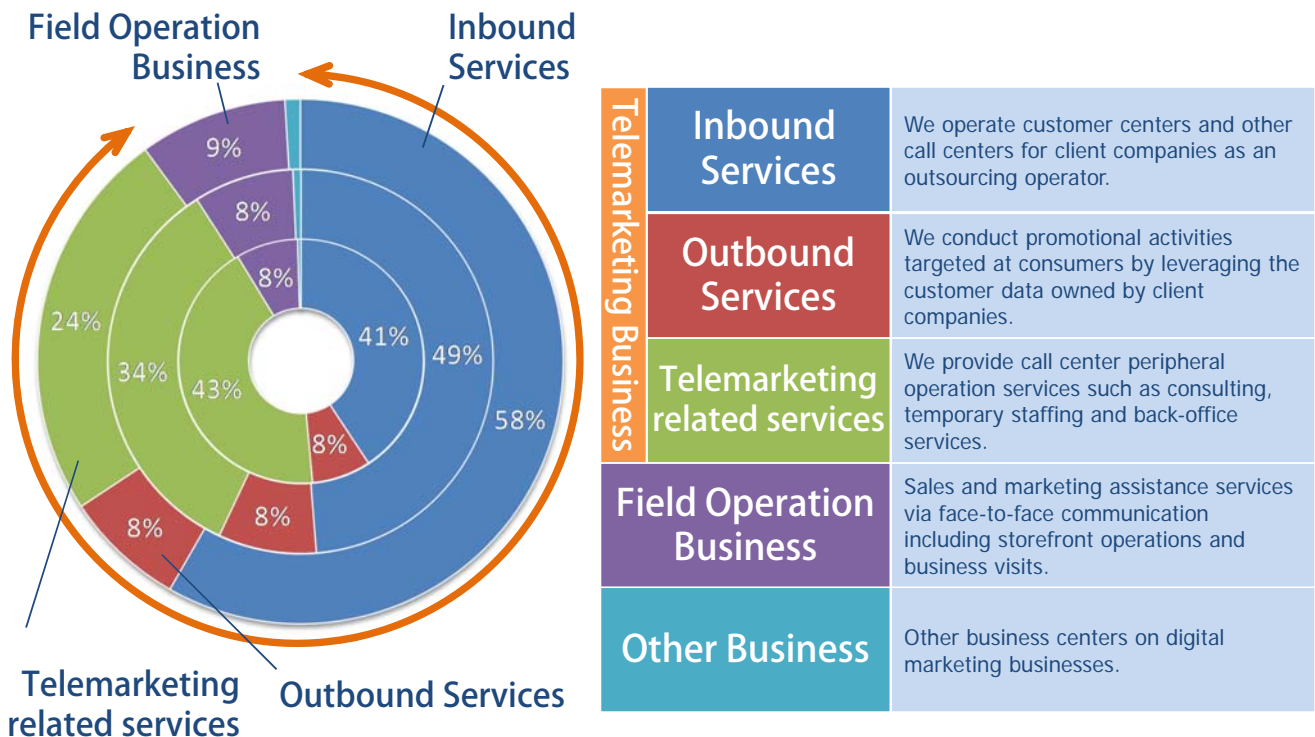 Field Operation
Business
Inbound
Services
9%
8%
8%
41%
49%
58%
24%
34%
43%
8%
8%
8%
Telemarketing
related services
Outbound Services
Telemarketing Business
Inbound
Services
We operate customer centers and other
call centers for client companies as an
outsourcing operator.
Outbound
Services
We conduct promotional activities
targeted at consumers by leveraging the
customer data owned by client
companies.
Telemarketing
related services
We provide call center peripheral
operation services such as consulting,
temporary staffing and back-office
services.
Field Operation
Business
Sales and marketing assistance services
via face-to-face communication
including storefront operations and
business visits.
Other Business
Other business centers on digital
marketing businesses.